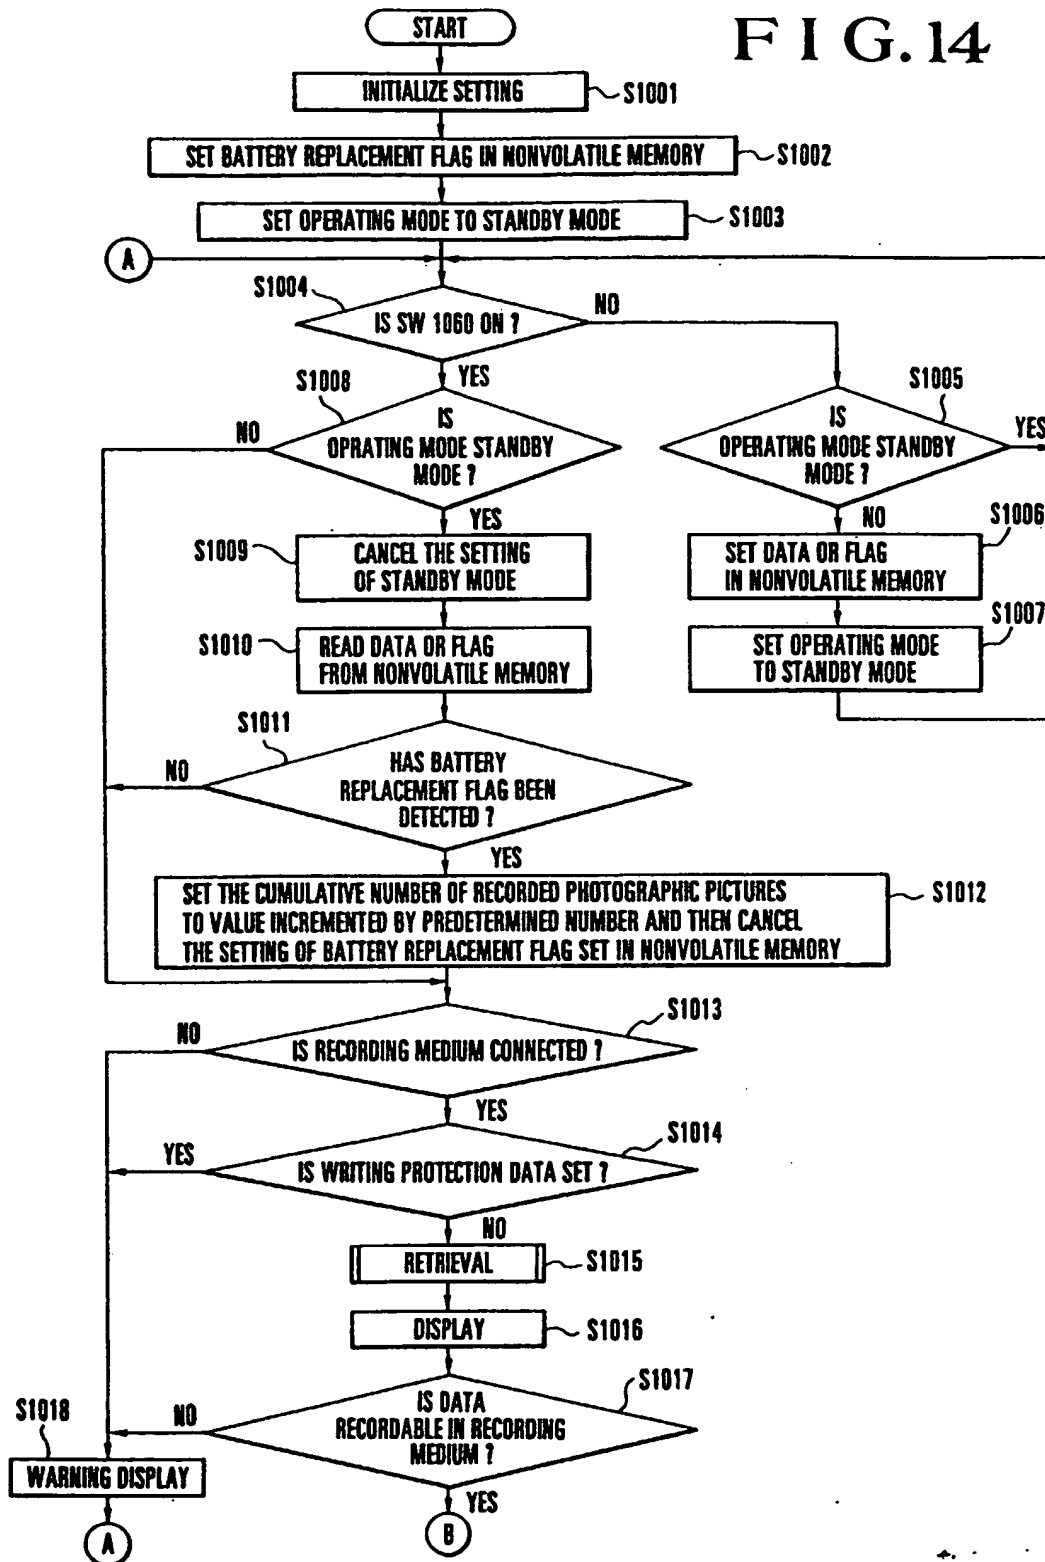 FIG.14
START
INITIALIZE SETTING
S1001
SET BATTERY REPLACEMENT FLAG IN NONVOLATILE MEMORY
S1002
SET OPERATING MODE TO STANDBY MODE
S1003
A
S1004
IS SW 1060 ON ?
NO
YES
S1008
IS
OPRATING MODE STANDBY
MODE ?
NO
YES
S1005
IS
OPERATING MODE STANDBY
MODE ?
YES
NO
S1009
CANCEL THE SETTING
OF STANDBY MODE
S1006
SET DATA OR FLAG
IN NONVOLATILE MEMORY
S1010
READ DATA OR FLAG
FROM NONVOLATILE MEMORY
S1007
SET OPERATING MODE
TO STANDBY MODE
S1011
HAS BATTERY
REPLACEMENT FLAG BEEN
DETECTED ?
NO
YES
SET THE CUMULATIVE NUMBER OF RECORDED PHOTOGRAPHIC PICTURES
TO VALUE INCREMENTED BY PREDETERMINED NUMBER AND THEN CANCEL
THE SETTING OF BATTERY REPLACEMENT FLAG SET IN NONVOLATILE MEMORY
S1012
S1013
NO
IS RECORDING MEDIUM CONNECTED ?
YES
S1014
YES
IS WRITING PROTECTION DATA SET ?
NO
RETRIEVAL
S1015
DISPLAY
S1016
S1017
IS DATA
RECORDABLE IN RECORDING
MEDIUM ?
NO
YES
S1018
WARNING DISPLAY
A
B